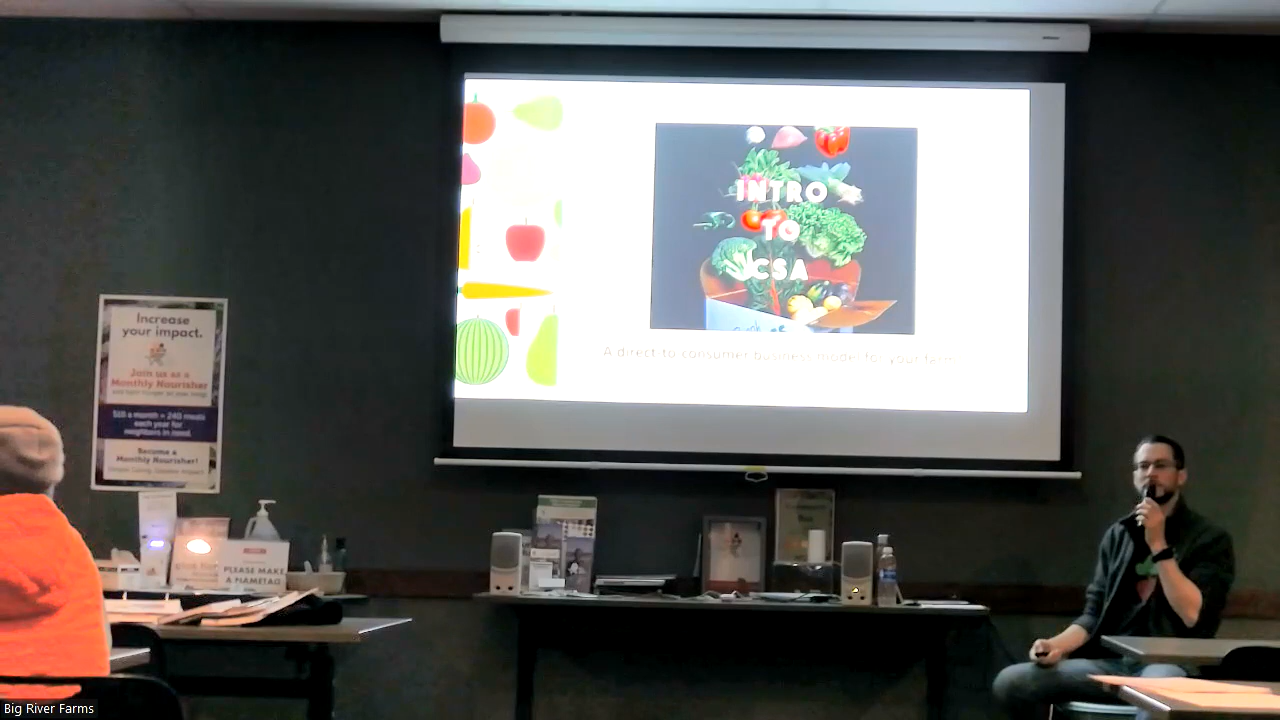 INTRO
TO
CSA
A direct-to-consumer business model for your farm
Increase
your impact.
Join us as a
Monthly Nourisher
$20 a month = 240 meals
each year for
neighbors in need.
Become a
Monthly Nourisher!
PLEASE MAKE
A NAMETAG
Big River Farms